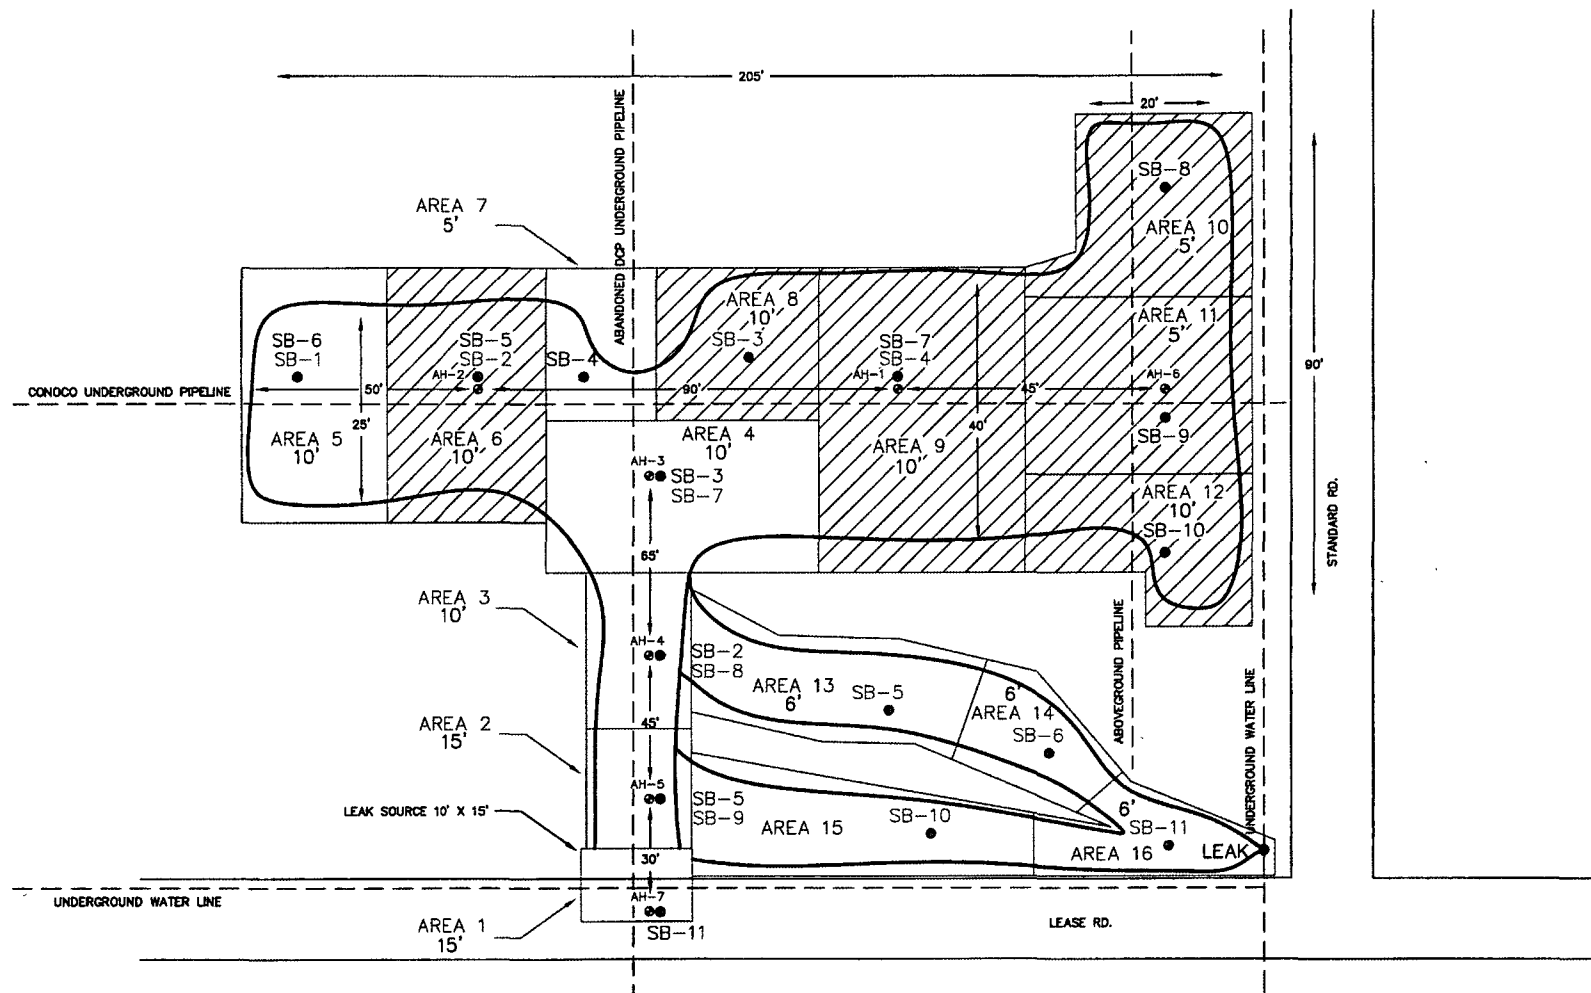 205'
20'
ABANDONED DCP UNDERGROUND PIPELINE
SB-8
AREA 10
5'
AREA 7
5'
AREA 8
10'
SB-3
AREA 11
5'
SB-6
SB-1
SB-5
SB-2
AH-2
SB-4
SB-7
SB-4
AH-1
AH-6
90'
CONOCO UNDERGROUND PIPELINE
50'
90'
45'
25'
40'
SB-9
AREA 5
10'
AREA 6
10'
AREA 4
10'
AREA 9
10'
AH-3
SB-3
SB-7
AREA 12
10'
SB-10
STANDARD RD.
65'
AREA 3
10'
AH-4
SB-2
SB-8
ABOVEGROUND PIPELINE
UNDERGROUND WATER LINE
AREA 13
6'
SB-5
6'
AREA 14
SB-6
AREA 2
15'
45'
AH-5
SB-5
SB-9
LEAK SOURCE 10' X 15'
AREA 15
SB-10
6'
SB-11
AREA 16
LEAK
30'
UNDERGROUND WATER LINE
AH-7
SB-11
AREA 1
15'
LEASE RD.